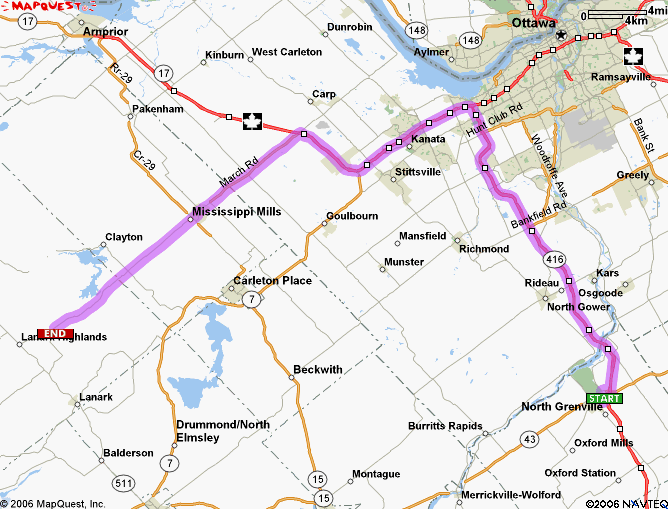 MAPQUEST
4mi
4km
17
Arnprior
Dunrobin
148
148
Ottawa
Aylmer
Kinburn
West Carleton
17
Rr-29
Ramsayville
Carp
Pakenham
Hunt Club Rd
Kanata
Bank St
Woodroffe Ave
Cr-29
March Rd
Stittsville
Greely
Mississippi Mills
Goulbourn
Bankfield Rd
Clayton
Mansfield
Richmond
416
Munster
Kars
Carleton Place
Rideau
Osgoode
7
North Gower
END
Lanark Highlands
Beckwith
START
Lanark
North Grenville
Drummond/North
Elmsley
Burritts Rapids
43
Oxford Mills
Balderson
7
511
15
Montague
Oxford Station
15
Merrickville-Wolford
© 2006 MapQuest, Inc.
©2006 NAVTEQ